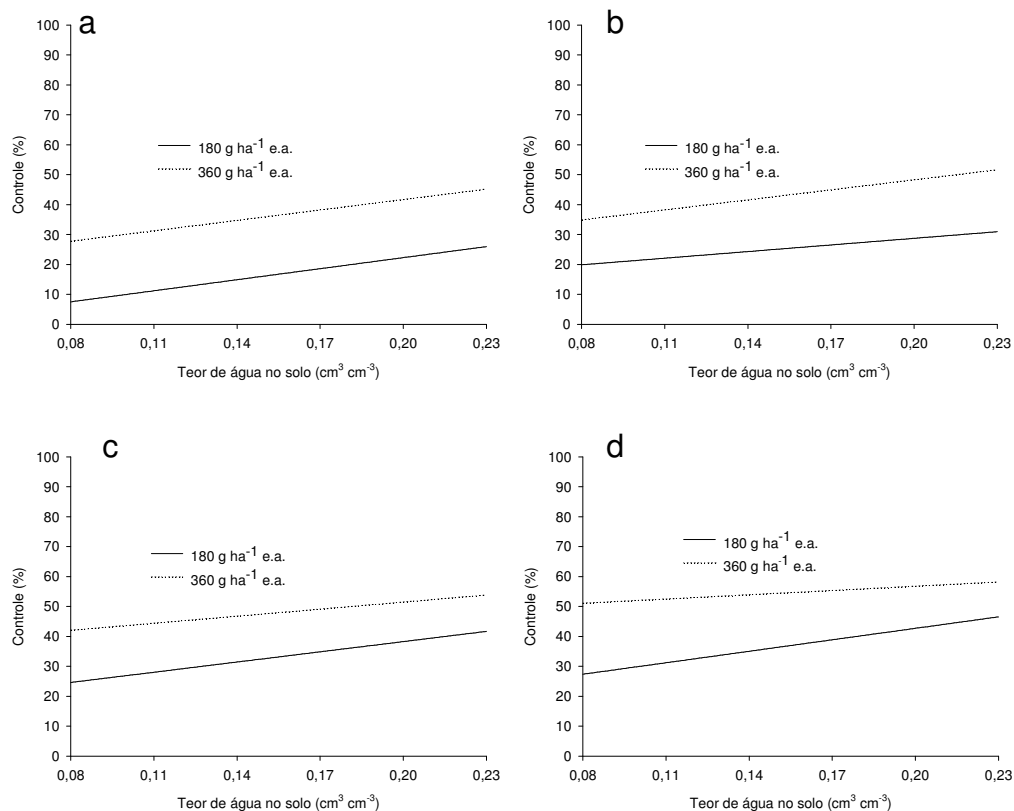 a
100
90
80
70
60
50
40
30
20
10
0
Controle (%)
180 g ha⁻¹ e.a.
360 g ha⁻¹ e.a.
0,08 0,11 0,14 0,17 0,20 0,23
Teor de água no solo (cm³ cm⁻³)
b
100
90
80
70
60
50
40
30
20
10
0
Controle (%)
180 g ha⁻¹ e.a.
360 g ha⁻¹ e.a.
0,08 0,11 0,14 0,17 0,20 0,23
Teor de água no solo (cm³ cm⁻³)
c
100
90
80
70
60
50
40
30
20
10
0
Controle (%)
180 g ha⁻¹ e.a.
360 g ha⁻¹ e.a.
0,08 0,11 0,14 0,17 0,20 0,23
Teor de água no solo (cm³ cm⁻³)
d
100
90
80
70
60
50
40
30
20
10
0
Controle (%)
180 g ha⁻¹ e.a.
360 g ha⁻¹ e.a.
0,08 0,11 0,14 0,17 0,20 0,23
Teor de água no solo (cm³ cm⁻³)